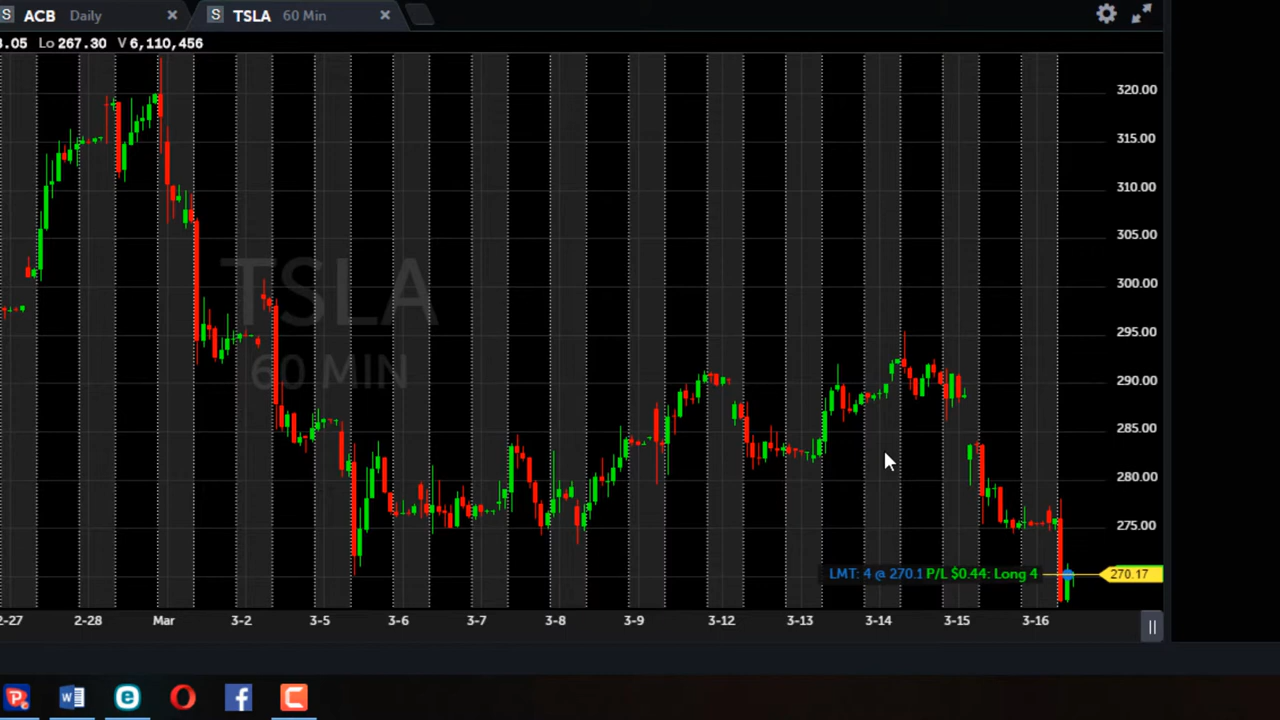 S ACB Daily × S TSLA 60 Min ×
3.05 Lo 267.30 V 6,110,456
320.00
315.00
310.00
305.00
TSLA
300.00
295.00
60 MIN
290.00
285.00
280.00
275.00
LMT: 4 @ 270.1 P/L $0.44: Long 4 270.17
2-27 2-28 Mar 3-2 3-5 3-6 3-7 3-8 3-9 3-12 3-13 3-14 3-15 3-16